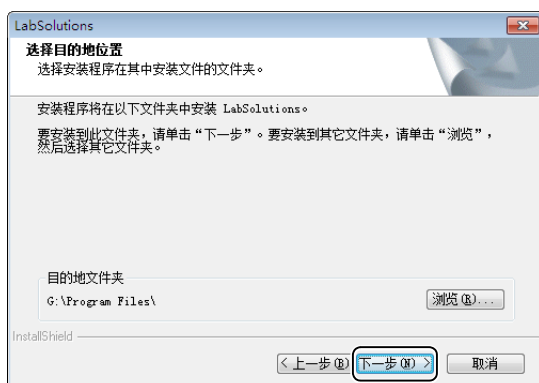 LabSolutions
选择目的地位置
选择安装程序在其中安装文件的文件夹。
安装程序将在以下文件夹中安装 LabSolutions。
要安装到此文件夹，请单击“下一步”。要安装到其它文件夹，请单击“浏览”，
然后选择其它文件夹。
目的地文件夹
G:\Program Files\
浏览(R)...
InstallShield
<上一步(B) 下一步(N) > 取消